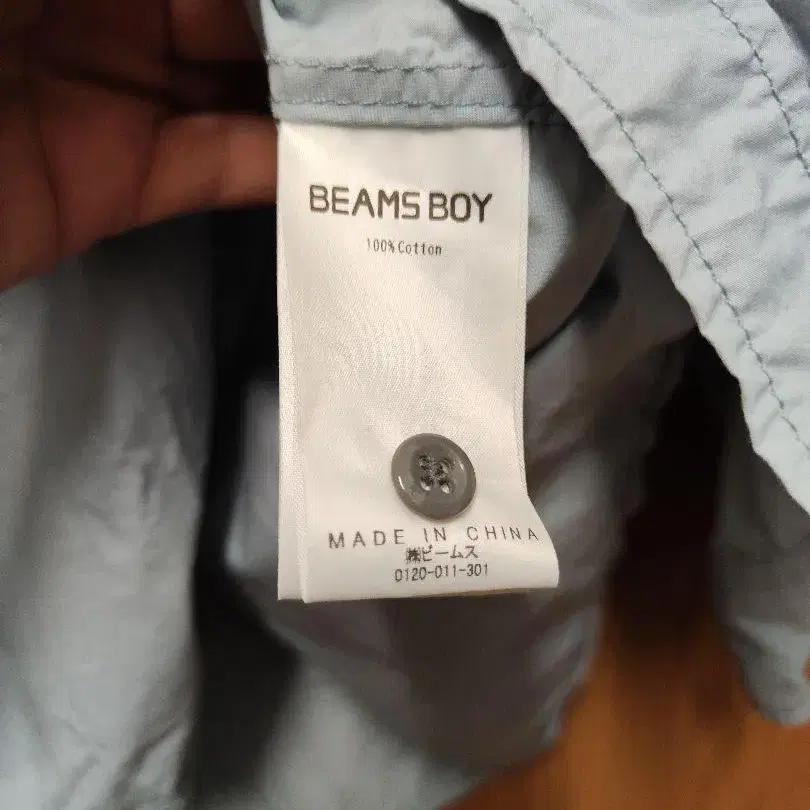 BEAMS BOY
100% Cotton
MADE IN CHINA
㈱ビームス
0120-011-301